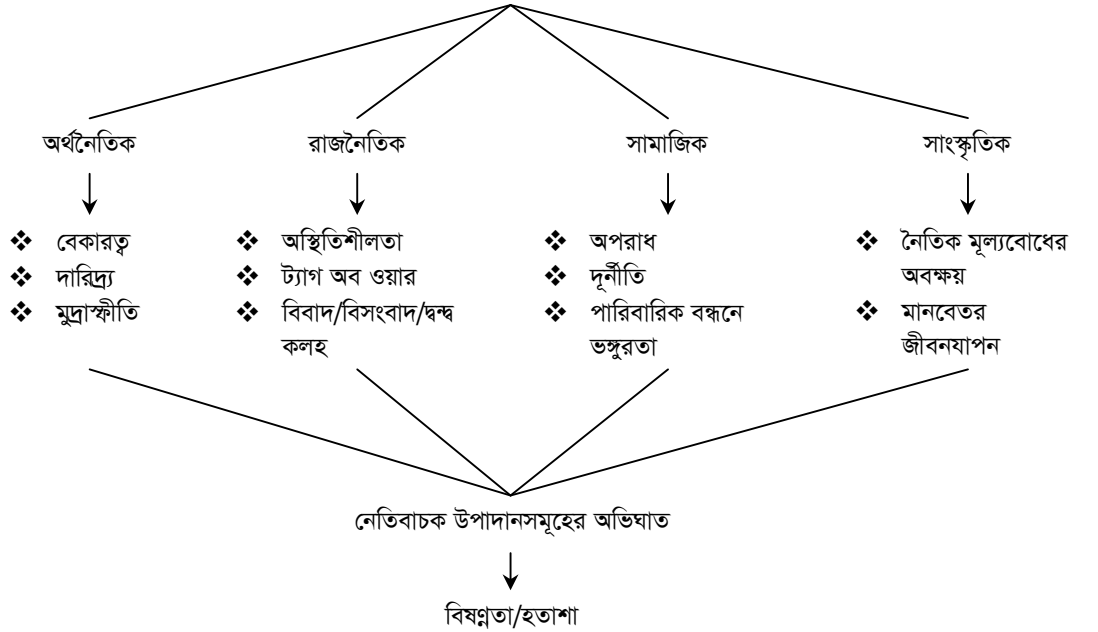 অর্থনৈতিক
রাজনৈতিক
সামাজিক
সাংস্কৃতিক
❖ বেকারত্ব
❖ দারিদ্র্য
❖ মুদ্রাস্ফীতি
❖ অস্থিতিশীলতা
❖ ট্যাগ অব ওয়ার
❖ বিবাদ/বিসংবাদ/দ্বন্দ্ব
কলহ
❖ অপরাধ
❖ দূর্নীতি
❖ পারিবারিক বন্ধনে
ভঙ্গুরতা
❖ নৈতিক মূল্যবোধের
অবক্ষয়
❖ মানবেতর
জীবনযাপন
নেতিবাচক উপাদানসমূহের অভিঘাত
বিষণ্ণতা/হতাশা